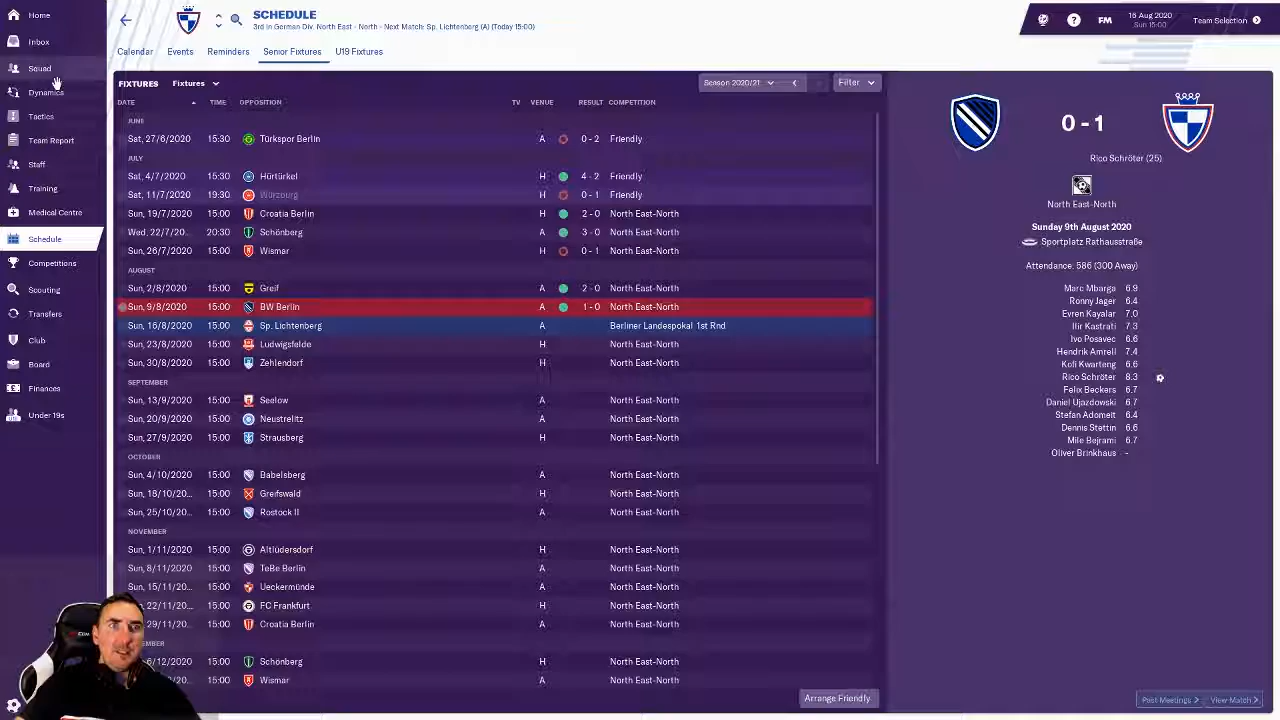 Home
Inbox
Squad
Dynamics
Tactics
Team Report
Staff
Training
Medical Centre
Schedule
Competitions
Scouting
Transfers
Club
Board
Finances
Under 19s
SCHEDULE
3rd in German Div. North East - North - Next Match: Sp. Lichtenberg (A) (Today 15:00)
FM
16 Aug 2020
Sun 15:00
Team Selection
Calendar Events Reminders Senior Fixtures U19 Fixtures
FIXTURES Fixtures Season 2020/21 Filter
DATE TIME OPPOSITION TV VENUE RESULT COMPETITION
JUNE
Sat, 27/6/2020 15:30 Türkspor Berlin A 0 - 2 Friendly
JULY
Sat, 4/7/2020 15:30 Hürtürkel H 4 - 2 Friendly
Sat, 11/7/2020 19:30 Würzburg H 0 - 1 Friendly
Sun, 19/7/2020 15:00 Croatia Berlin H 2 - 0 North East-North
Wed, 22/7/20... 20:30 Schönberg A 3 - 0 North East-North
Sun, 26/7/2020 15:00 Wismar H 0 - 1 North East-North
AUGUST
Sun, 2/8/2020 15:00 Greif A 2 - 0 North East-North
Sun, 9/8/2020 15:00 BW Berlin A 1 - 0 North East-North
Sun, 16/8/2020 15:00 Sp. Lichtenberg A Berliner Landespokal 1st Rnd
Sun, 23/8/2020 15:00 Ludwigsfelde H North East-North
Sun, 30/8/2020 15:00 Zehlendorf H North East-North
SEPTEMBER
Sun, 13/9/2020 15:00 Seelow A North East-North
Sun, 20/9/2020 15:00 Neustrelitz A North East-North
Sun, 27/9/2020 15:00 Strausberg H North East-North
OCTOBER
Sun, 4/10/2020 15:00 Babelsberg A North East-North
Sun, 18/10/20... 15:00 Greifswald H North East-North
Sun, 25/10/20... 15:00 Rostock II A North East-North
NOVEMBER
Sun, 1/11/2020 15:00 Altlüdersdorf H North East-North
Sun, 8/11/2020 15:00 TeBe Berlin A North East-North
Sun, 15/11/20... 15:00 Ueckermünde A North East-North
22/11/20... 15:00 FC Frankfurt H North East-North
29/11/20... 15:00 Croatia Berlin A North East-North
EMBER
6/12/2020 15:00 Schönberg H North East-North
15:00 Wismar A North East-North
Arrange Friendly
0 - 1
Rico Schröter (25)
North East-North
Sunday 9th August 2020
Sportplatz Rathausstraße
Attendance: 586 (300 Away)
Marc Mbarga 6.9
Ronny Jager 6.4
Evren Kayalar 7.0
Ilir Kastrati 7.3
Ivo Posavec 6.6
Hendrik Amrell 7.4
Kofi Kwarteng 6.6
Rico Schröter 8.3
Felix Beckers 6.7
Daniel Ujazdowski 6.7
Stefan Adomeit 6.4
Dennis Stettin 6.6
Mile Bejrami 6.7
Oliver Brinkhaus -
Past Meetings > View Match >